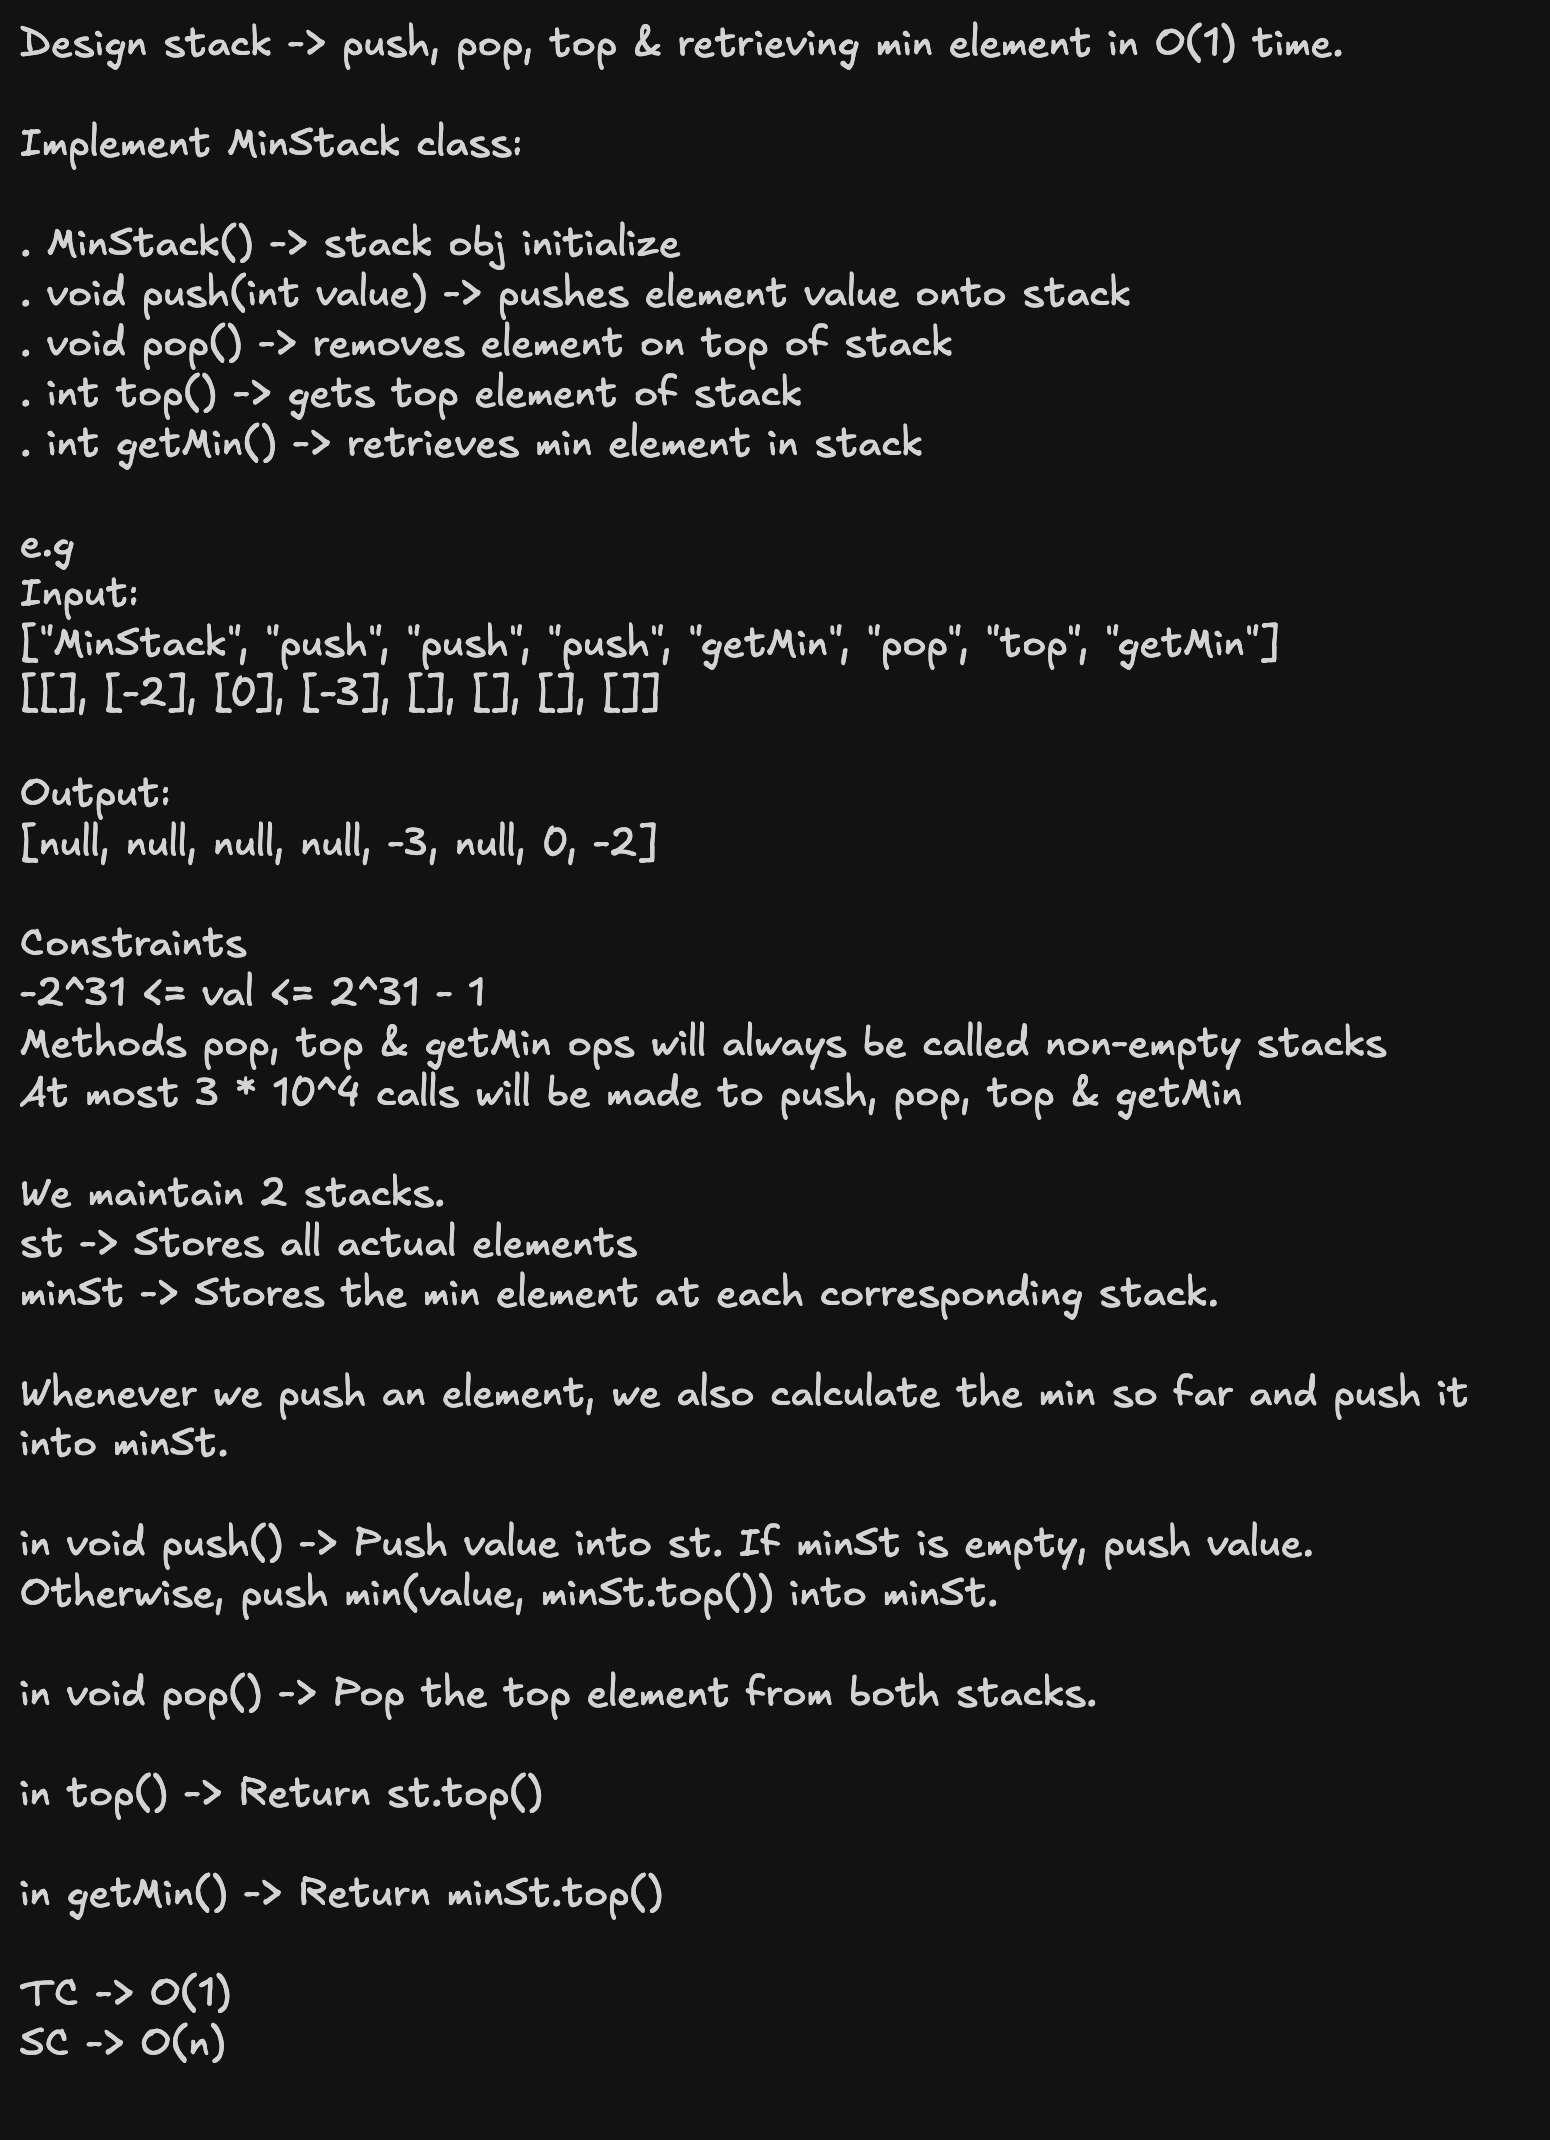 Design stack -> push, pop, top & retrieving min element in O(1) time.
Implement MinStack class:
. MinStack() -> stack obj initialize
. void push(int value) -> pushes element value onto stack
. void pop() -> removes element on top of stack
. int top() -> gets top element of stack
. int getMin() -> retrieves min element in stack
e.g
Input:
["MinStack", "push", "push", "push", "getMin", "pop", "top", "getMin"]
[[], [-2], [0], [-3], [], [], [], []]
Output:
[null, null, null, null, -3, null, 0, -2]
Constraints
-2^31 <= val <= 2^31 - 1
Methods pop, top & getMin ops will always be called non-empty stacks
At most 3 * 10^4 calls will be made to push, pop, top & getMin
We maintain 2 stacks.
st -> Stores all actual elements
minSt -> Stores the min element at each corresponding stack.
Whenever we push an element, we also calculate the min so far and push it
into minSt.
in void push() -> Push value into st. If minSt is empty, push value.
Otherwise, push min(value, minSt.top()) into minSt.
in void pop() -> Pop the top element from both stacks.
in top() -> Return st.top()
in getMin() -> Return minSt.top()
TC -> O(1)
SC -> O(n)